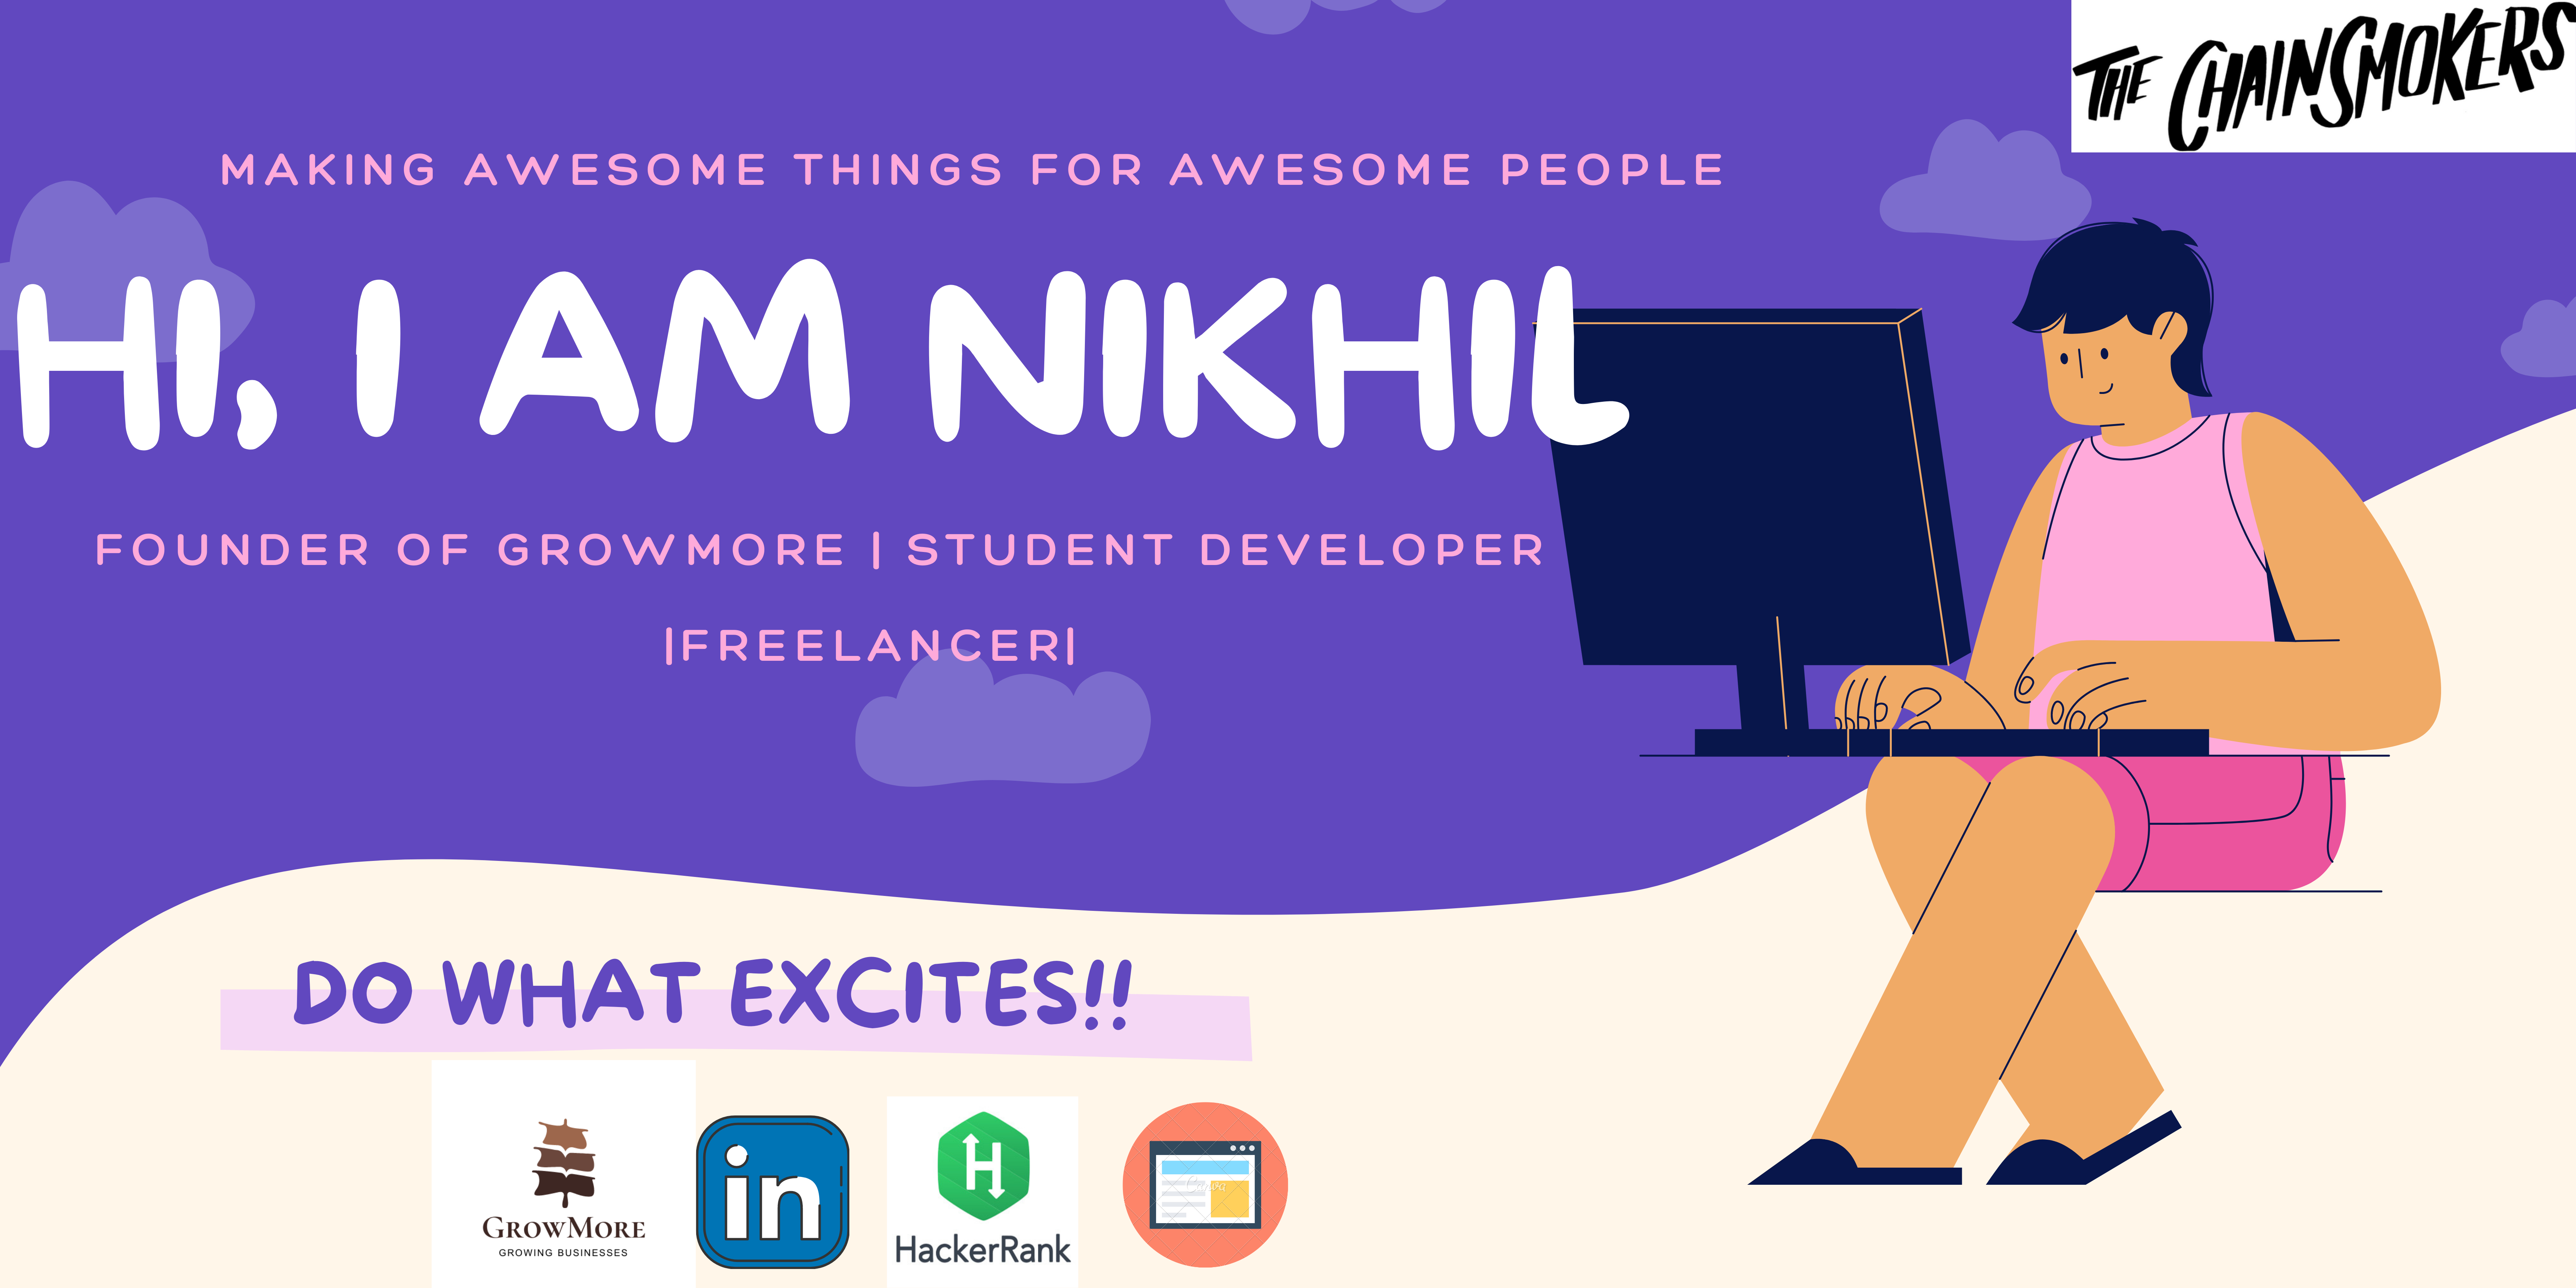 THE CHAINSMOKERS
MAKING AWESOME THINGS FOR AWESOME PEOPLE
HI, I AM NIKHIL
FOUNDER OF GROWMORE | STUDENT DEVELOPER
|FREELANCER|
DO WHAT EXCITES!!
in
GROWMORE
GROWING BUSINESSES
H
HackerRank
Canva